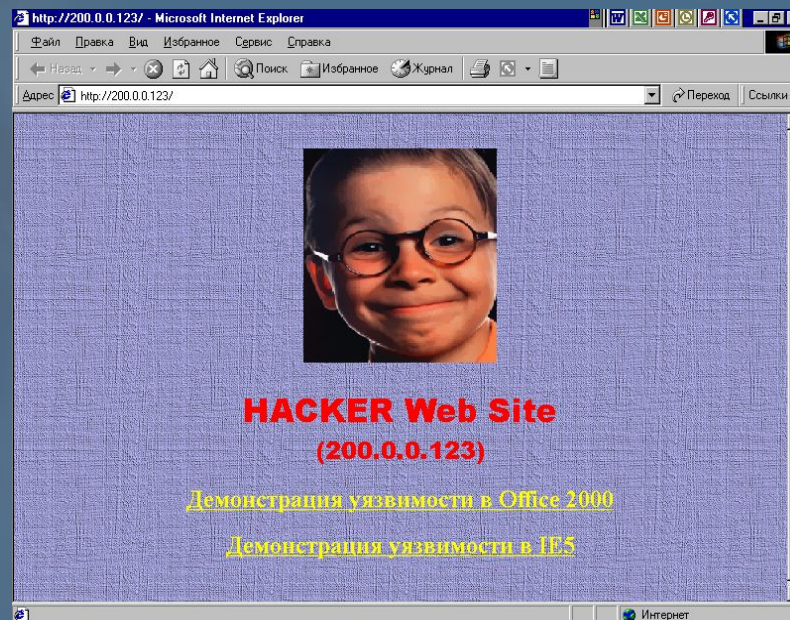 http://200.0.0.123/ - Microsoft Internet Explorer
Файл Правка Вид Избранное Сервис Справка
Назад Поиск Избранное Журнал
Адрес http://200.0.0.123/ Переход Ссылки
HACKER Web Site
(200.0.0.123)
Демонстрация уязвимости в Office 2000
Демонстрация уязвимости в IE5
Интернет